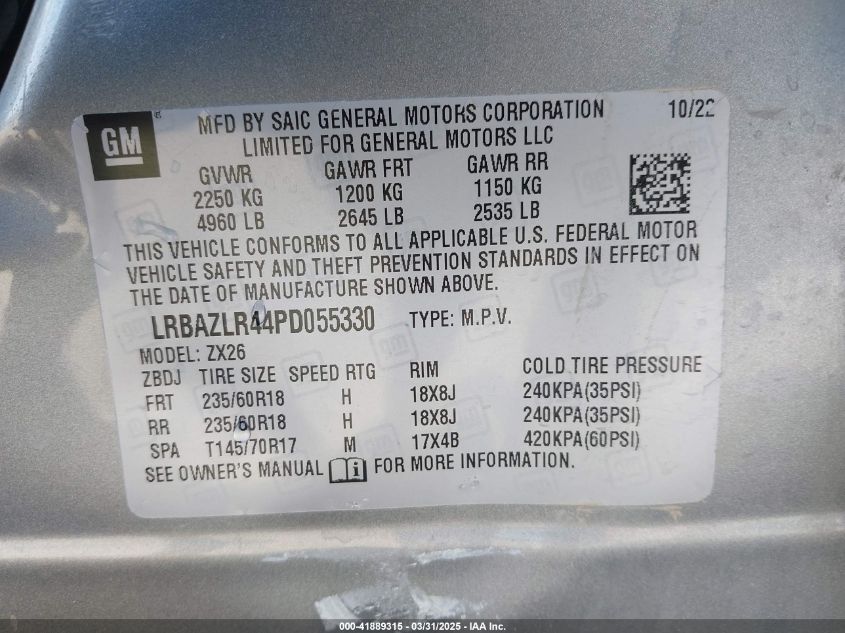 GM
MFD BY SAIC GENERAL MOTORS CORPORATION 10/22
LIMITED FOR GENERAL MOTORS LLC
GVWR GAWR FRT GAWR RR
2250 KG 1200 KG 1150 KG
4960 LB 2645 LB 2535 LB
THIS VEHICLE CONFORMS TO ALL APPLICABLE U.S. FEDERAL MOTOR
VEHICLE SAFETY AND THEFT PREVENTION STANDARDS IN EFFECT ON
THE DATE OF MANUFACTURE SHOWN ABOVE.
LRBAZLR44PD055330 TYPE: M.P.V.
MODEL: ZX26
ZBDJ TIRE SIZE SPEED RTG RIM COLD TIRE PRESSURE
FRT 235/60R18 H 18X8J 240KPA(35PSI)
RR 235/60R18 H 18X8J 240KPA(35PSI)
SPA T145/70R17 M 17X4B 420KPA(60PSI)
SEE OWNER'S MANUAL i FOR MORE INFORMATION.
000-41889315 - 03/31/2025 - IAA Inc.